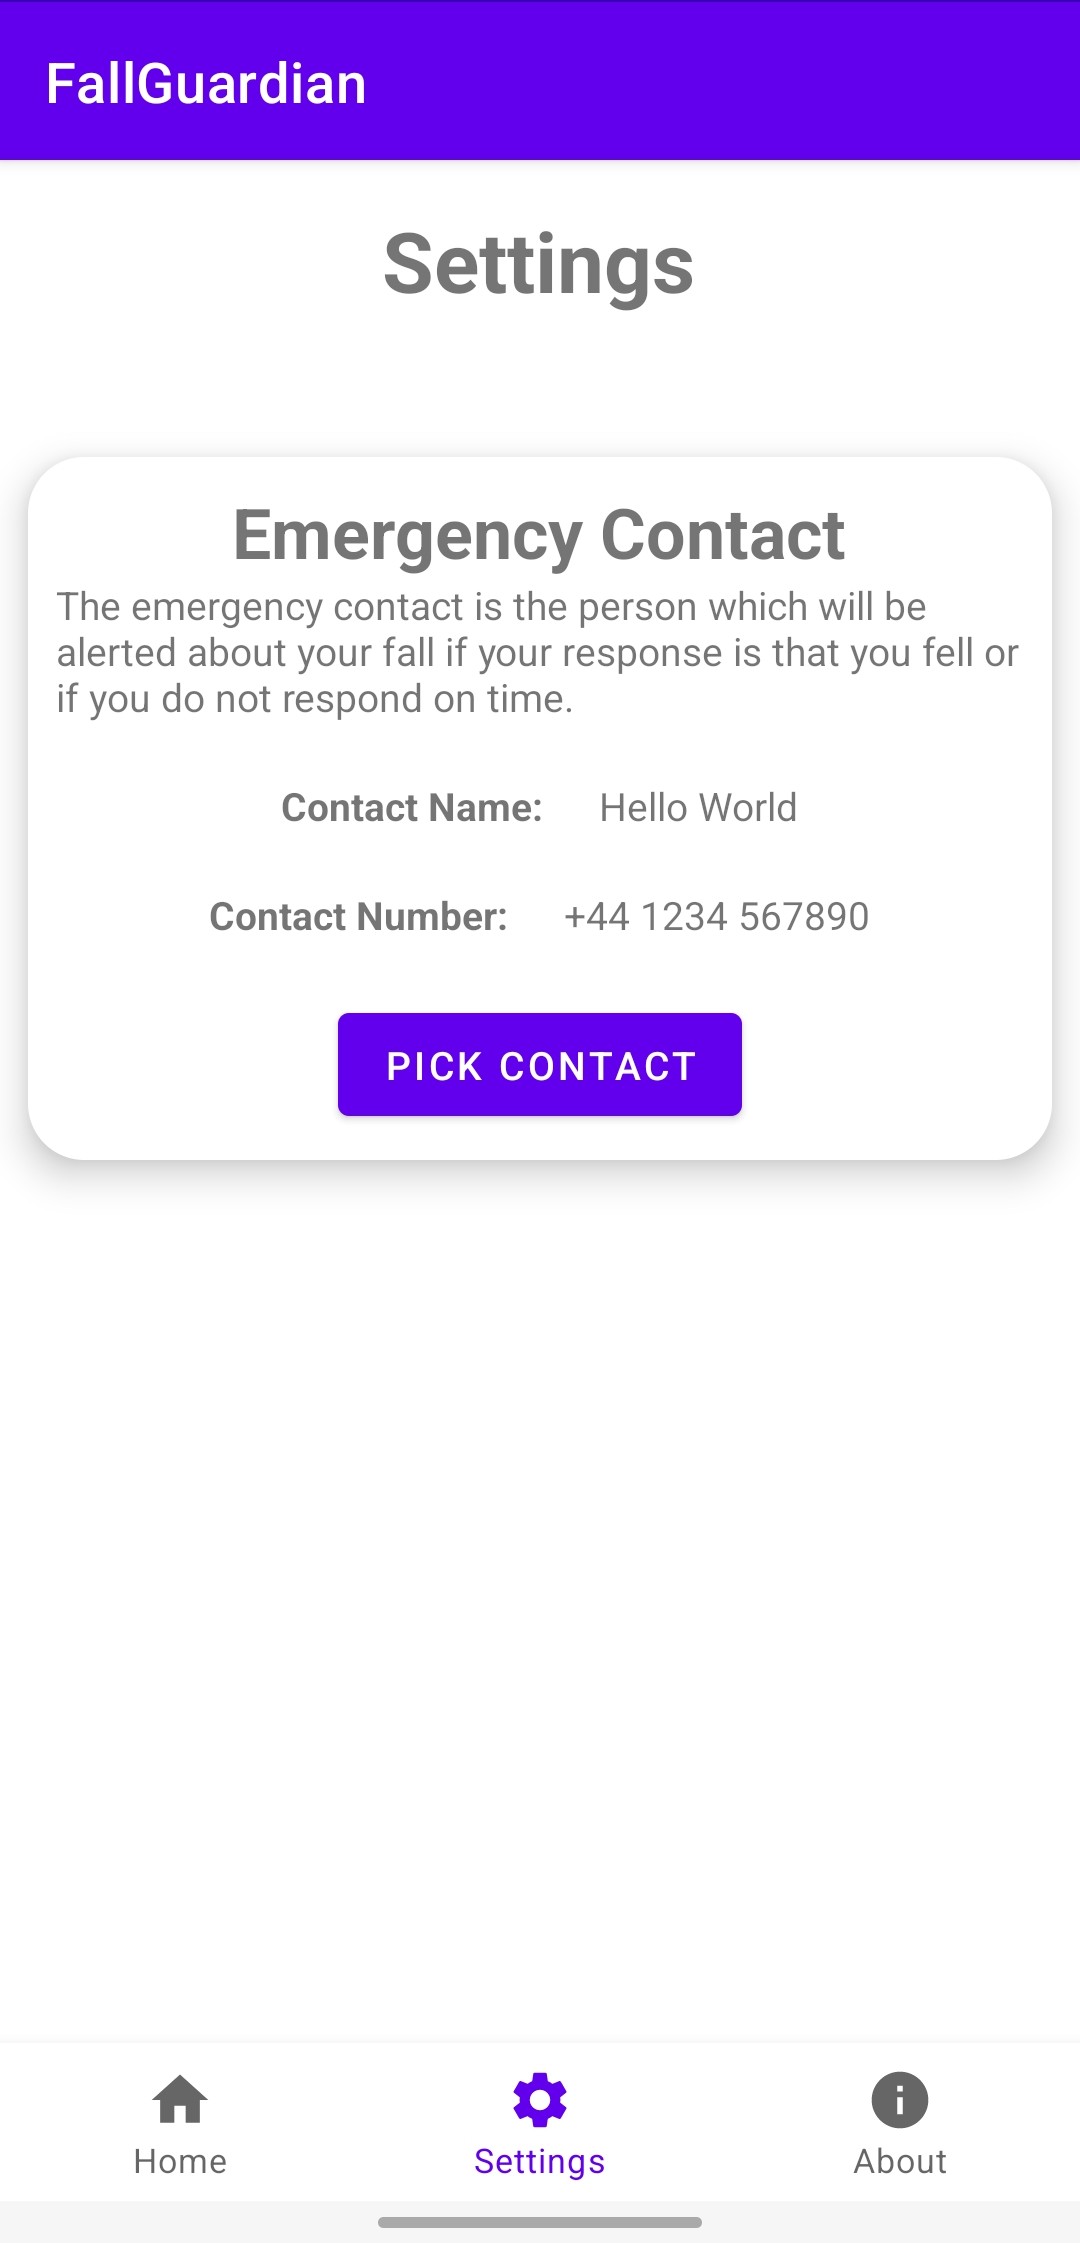 FallGuardian
Settings
Emergency Contact
The emergency contact is the person which will be
alerted about your fall if your response is that you fell or
if you do not respond on time.
Contact Name: Hello World
Contact Number: +44 1234 567890
PICK CONTACT
Home Settings About